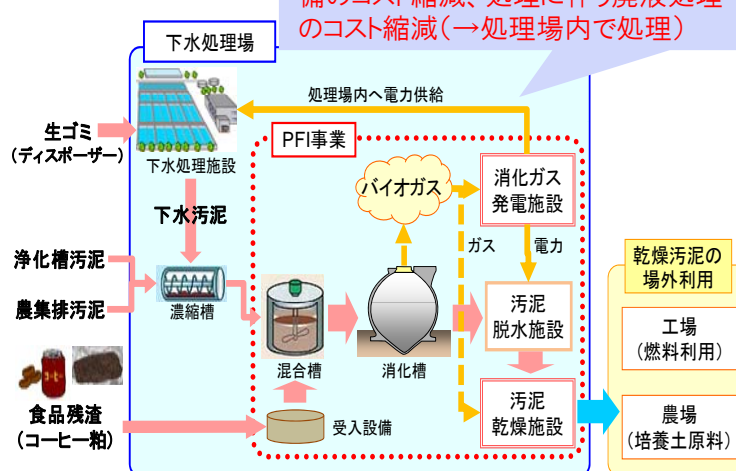 のコスト縮減(→処理場内で処理)
下水処理場
処理場内へ電力供給
生ゴミ
(ディスポーザー)
下水処理施設
PFI事業
バイオガス
消化ガス
発電施設
下水汚泥
ガス
電力
乾燥汚泥の
場外利用
浄化槽汚泥
農集排汚泥
濃縮槽
汚泥
脱水施設
工場
(燃料利用)
混合槽
消化槽
食品残渣
(コーヒー粕)
受入設備
汚泥
乾燥施設
農場
(培養土原料)